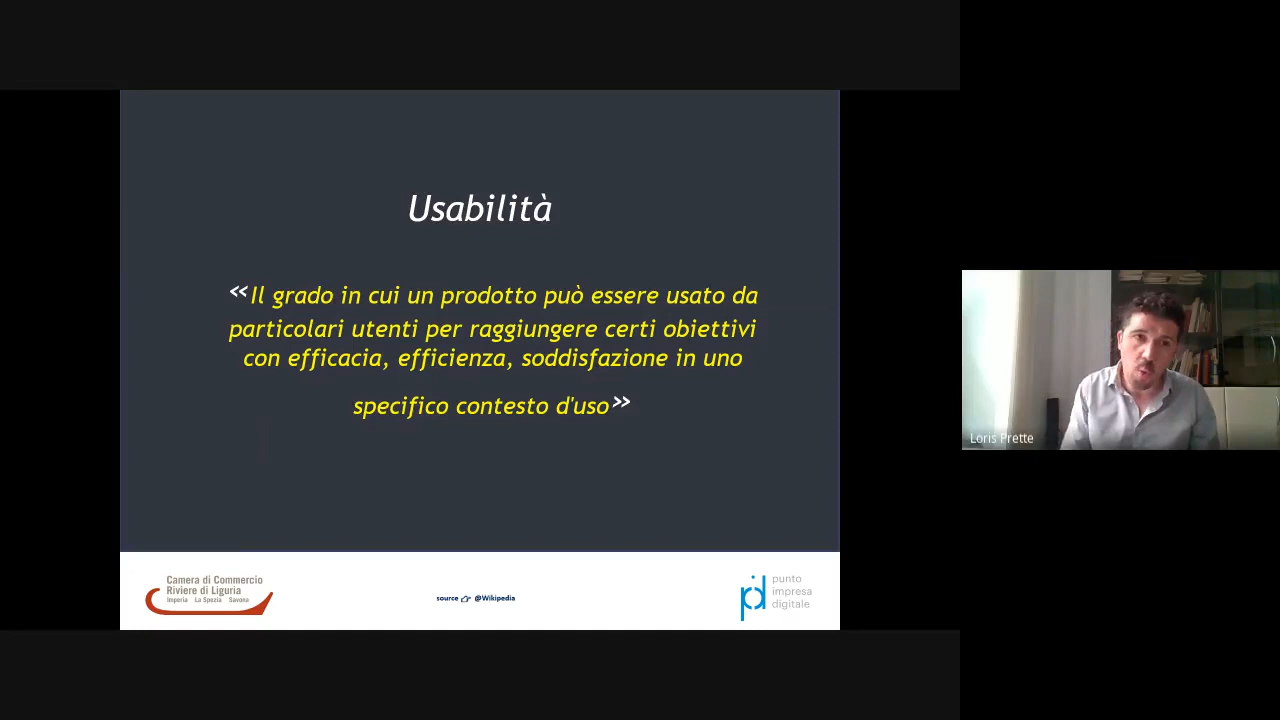 Usabilità
«Il grado in cui un prodotto può essere usato da
particolari utenti per raggiungere certi obiettivi
con efficacia, efficienza, soddisfazione in uno
specifico contesto d'uso»
Camera di Commercio
Riviere di Liguria
Imperia La Spezia Savona
source @Wikipedia
pid
punto
impresa
digitale
Loris Prette